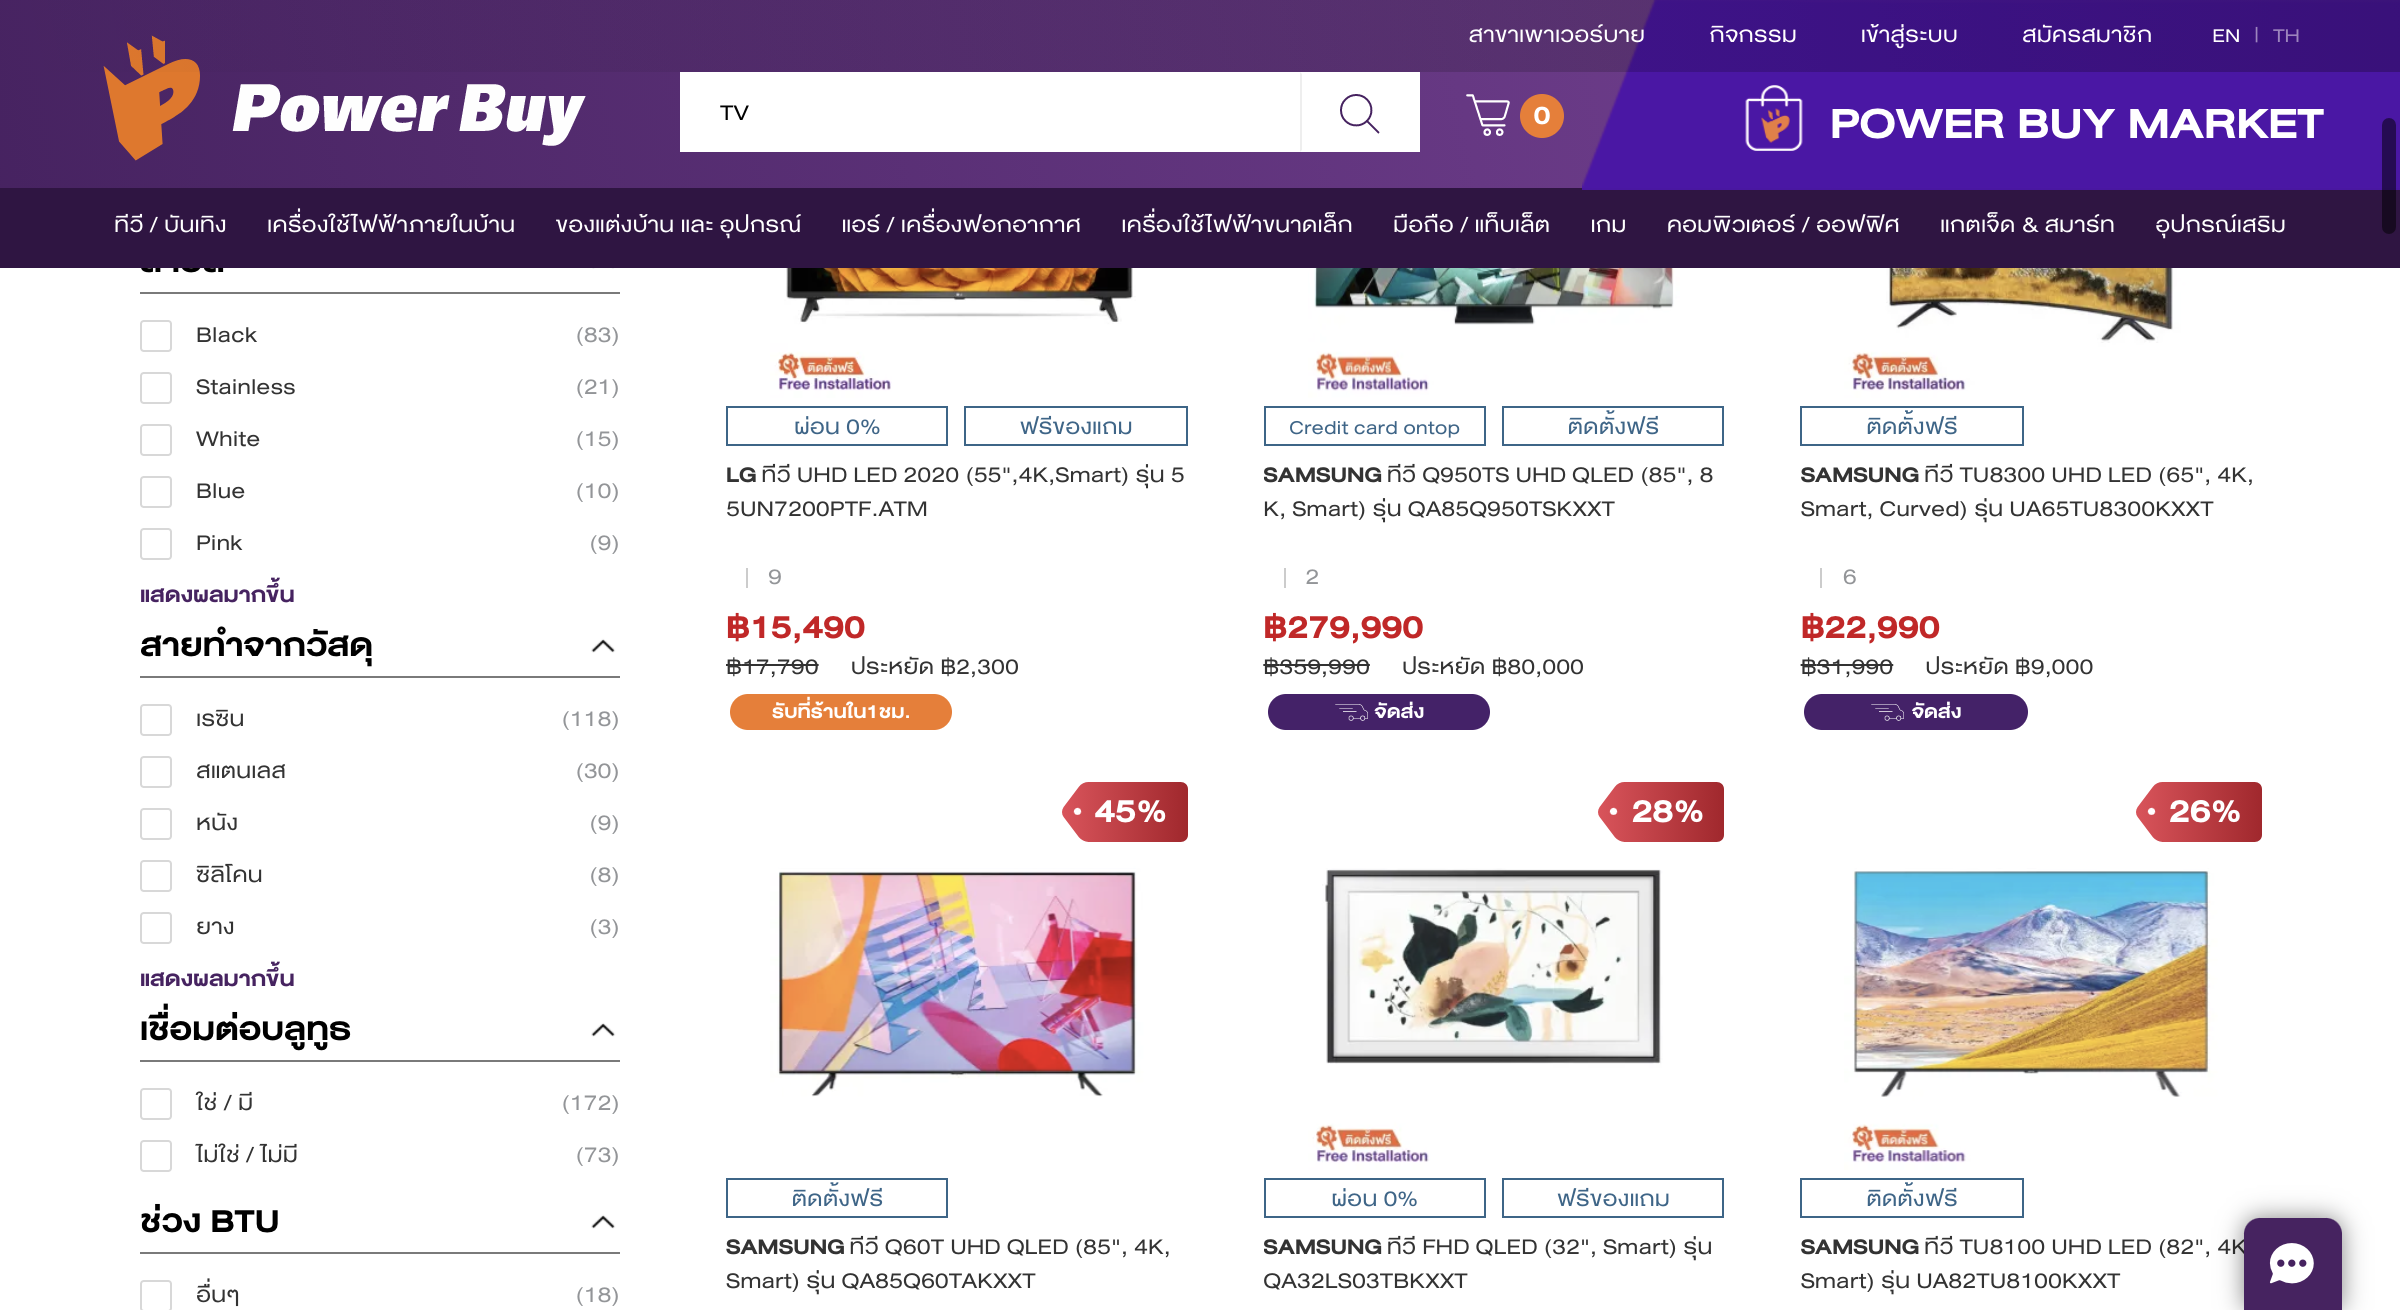 สาขาเพาเวอร์บาย กิจกรรม เข้าสู่ระบบ สมัครสมาชิก EN | TH
Power Buy
TV
0
POWER BUY MARKET
ทีวี / บันเทิง เครื่องใช้ไฟฟ้าภายในบ้าน ของแต่งบ้าน และ อุปกรณ์ แอร์ / เครื่องฟอกอากาศ เครื่องใช้ไฟฟ้าขนาดเล็ก มือถือ / แท็บเล็ต เกม คอมพิวเตอร์ / ออฟฟิศ แกตเจ็ด & สมาร์ท อุปกรณ์เสริม
Black (83)
Stainless (21)
White (15)
Blue (10)
Pink (9)
แสดงผลมากขึ้น
สายทำจากวัสดุ
เรซิน (118)
สแตนเลส (30)
หนัง (9)
ซิลิโคน (8)
ยาง (3)
แสดงผลมากขึ้น
เชื่อมต่อบลูทูธ
ใช่ / มี (172)
ไม่ใช่ / ไม่มี (73)
ช่วง BTU
อื่นๆ (18)
ติดตั้งฟรี
Free Installation
ผ่อน 0% ฟรีของแถม
LG ทีวี UHD LED 2020 (55",4K,Smart) รุ่น 5
5UN7200PTF.ATM
| 9
฿15,490
฿17,790 ประหยัด ฿2,300
รับที่ร้านใน1ชม.
ติดตั้งฟรี
Free Installation
Credit card ontop ติดตั้งฟรี
SAMSUNG ทีวี Q950TS UHD QLED (85", 8
K, Smart) รุ่น QA85Q950TSKXXT
| 2
฿279,990
฿359,990 ประหยัด ฿80,000
จัดส่ง
ติดตั้งฟรี
Free Installation
ติดตั้งฟรี
SAMSUNG ทีวี TU8300 UHD LED (65", 4K,
Smart, Curved) รุ่น UA65TU8300KXXT
| 6
฿22,990
฿31,990 ประหยัด ฿9,000
จัดส่ง
45%
ติดตั้งฟรี
SAMSUNG ทีวี Q60T UHD QLED (85", 4K,
Smart) รุ่น QA85Q60TAKXXT
28%
ติดตั้งฟรี
Free Installation
ผ่อน 0% ฟรีของแถม
SAMSUNG ทีวี FHD QLED (32", Smart) รุ่น
QA32LS03TBKXXT
26%
ติดตั้งฟรี
Free Installation
ติดตั้งฟรี
SAMSUNG ทีวี TU8100 UHD LED (82", 4K
Smart) รุ่น UA82TU8100KXXT